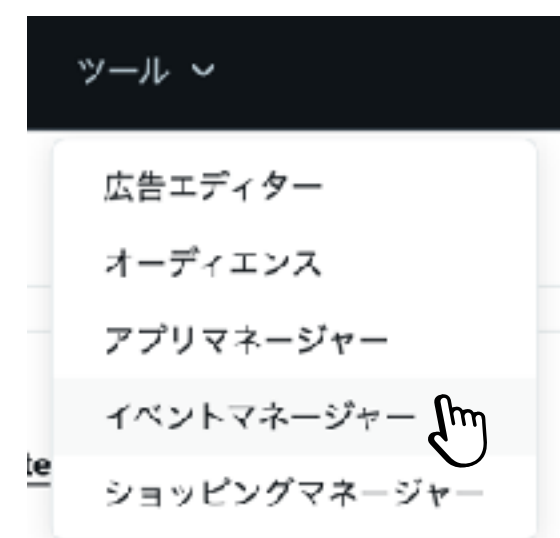 ツール
広告エディター
オーディエンス
アプリマネージャー
イベントマネージャー
te
ショッピングマネージャー